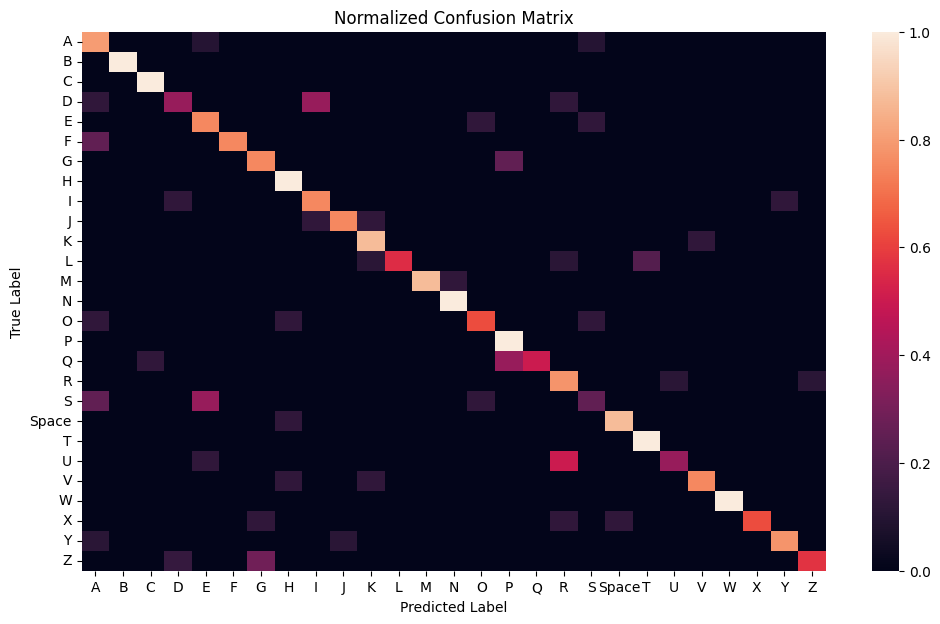 Normalized Confusion Matrix
True Label
A
B
C
D
E
F
G
H
I
J
K
L
M
N
O
P
Q
R
S
Space
T
U
V
W
X
Y
Z
A B C D E F G H I J K L M N O P Q R S Space T U V W X Y Z
Predicted Label
1.0
0.8
0.6
0.4
0.2
0.0